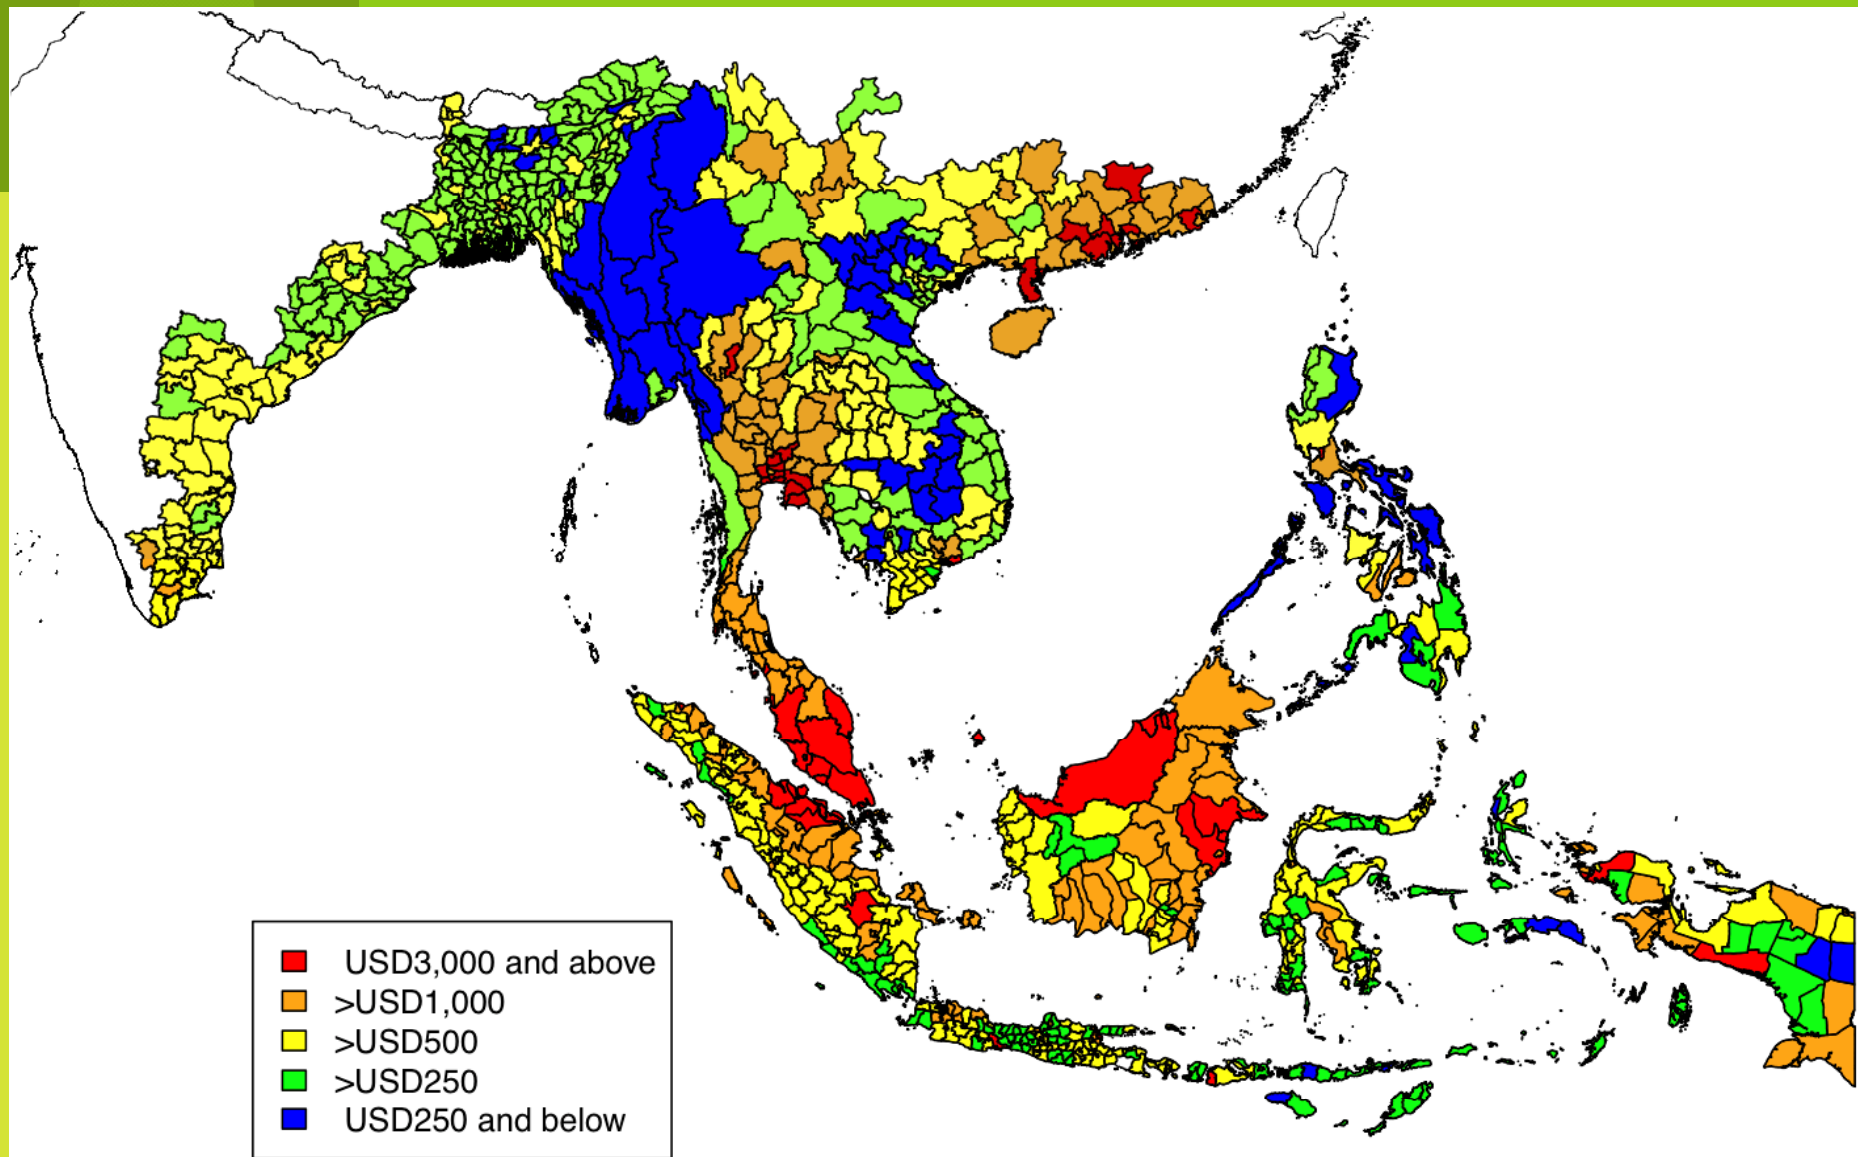 USD3,000 and above
>USD1,000
>USD500
>USD250
USD250 and below